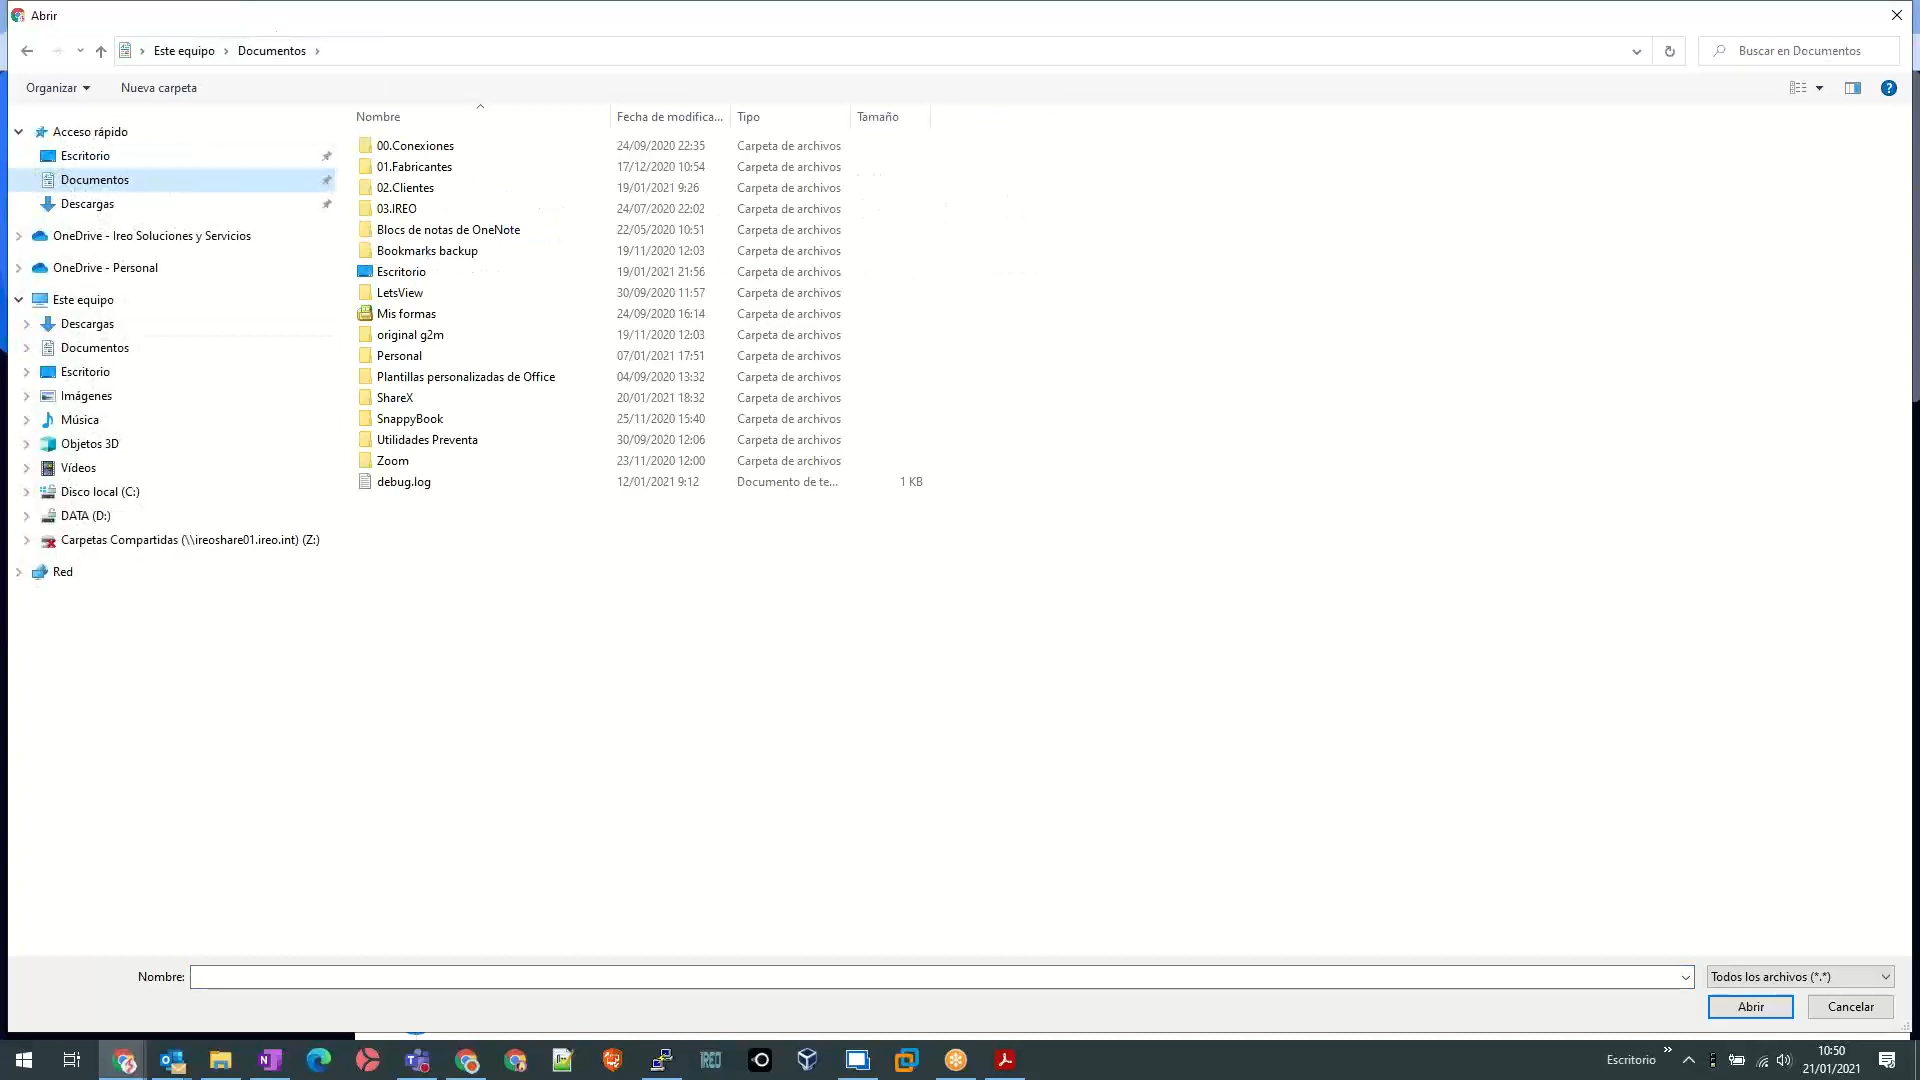 Abrir
Este equipo > Documentos >
Buscar en Documentos
Organizar
Nueva carpeta
Nombre
Fecha de modifica...
Tipo
Tamaño
Acceso rápido
Escritorio
Documentos
Descargas
OneDrive - Ireo Soluciones y Servicios
OneDrive - Personal
Este equipo
Descargas
Documentos
Escritorio
Imágenes
Música
Objetos 3D
Vídeos
Disco local (C:)
DATA (D:)
Carpetas Compartidas (\\ireoshare01.ireo.int) (Z:)
Red
00.Conexiones 24/09/2020 22:35 Carpeta de archivos
01.Fabricantes 17/12/2020 10:54 Carpeta de archivos
02.Clientes 19/01/2021 9:26 Carpeta de archivos
03.IREO 24/07/2020 22:02 Carpeta de archivos
Blocs de notas de OneNote 22/05/2020 10:51 Carpeta de archivos
Bookmarks backup 19/11/2020 12:03 Carpeta de archivos
Escritorio 19/01/2021 21:56 Carpeta de archivos
LetsView 30/09/2020 11:57 Carpeta de archivos
Mis formas 24/09/2020 16:14 Carpeta de archivos
original g2m 19/11/2020 12:03 Carpeta de archivos
Personal 07/01/2021 17:51 Carpeta de archivos
Plantillas personalizadas de Office 04/09/2020 13:32 Carpeta de archivos
ShareX 20/01/2021 18:32 Carpeta de archivos
SnappyBook 25/11/2020 15:40 Carpeta de archivos
Utilidades Preventa 30/09/2020 12:06 Carpeta de archivos
Zoom 23/11/2020 12:00 Carpeta de archivos
debug.log 12/01/2021 9:12 Documento de te... 1 KB
Nombre:
Todos los archivos (*.*)
Abrir
Cancelar
IREO
Escritorio
10:50
21/01/2021